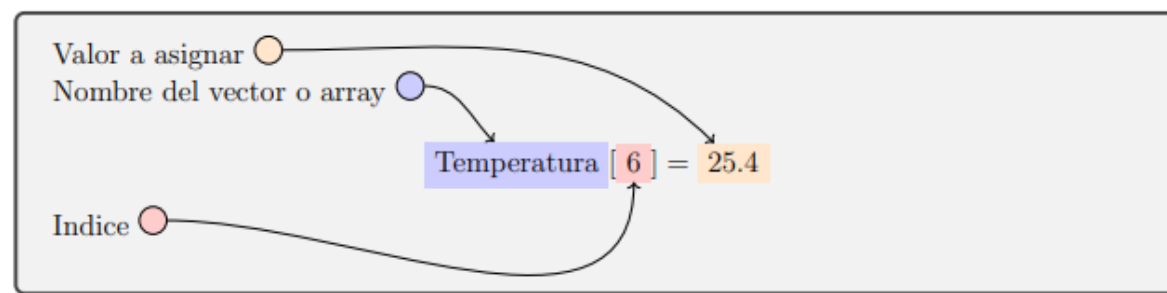 Valor a asignar
Nombre del vector o array
Temperatura [ 6 ] = 25.4
Indice